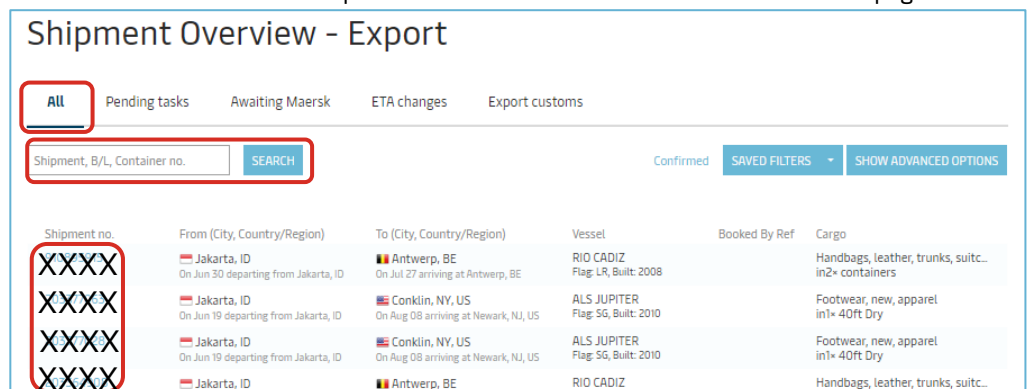 Shipment Overview - Export
All Pending tasks Awaiting Maersk ETA changes Export customs
Shipment, B/L, Container no. SEARCH Confirmed SAVED FILTERS SHOW ADVANCED OPTIONS
Shipment no. From (City, Country/Region) To (City, Country/Region) Vessel Booked By Ref Cargo
XXXX Jakarta, ID Antwerp, BE RIO CADIZ Handbags, leather, trunks, suitc...
On Jun 30 departing from Jakarta, ID On Jul 27 arriving at Antwerp, BE Flag: LR, Built: 2008 in2× containers
XXXX Jakarta, ID Conklin, NY, US ALS JUPITER Footwear, new, apparel
On Jun 19 departing from Jakarta, ID On Aug 08 arriving at Newark, NJ, US Flag: SG, Built: 2010 in1× 40ft Dry
XXXX Jakarta, ID Conklin, NY, US ALS JUPITER Footwear, new, apparel
On Jun 19 departing from Jakarta, ID On Aug 08 arriving at Newark, NJ, US Flag: SG, Built: 2010 in1× 40ft Dry
XXXX Jakarta, ID Antwerp, BE RIO CADIZ Handbags, leather, trunks, suitc...